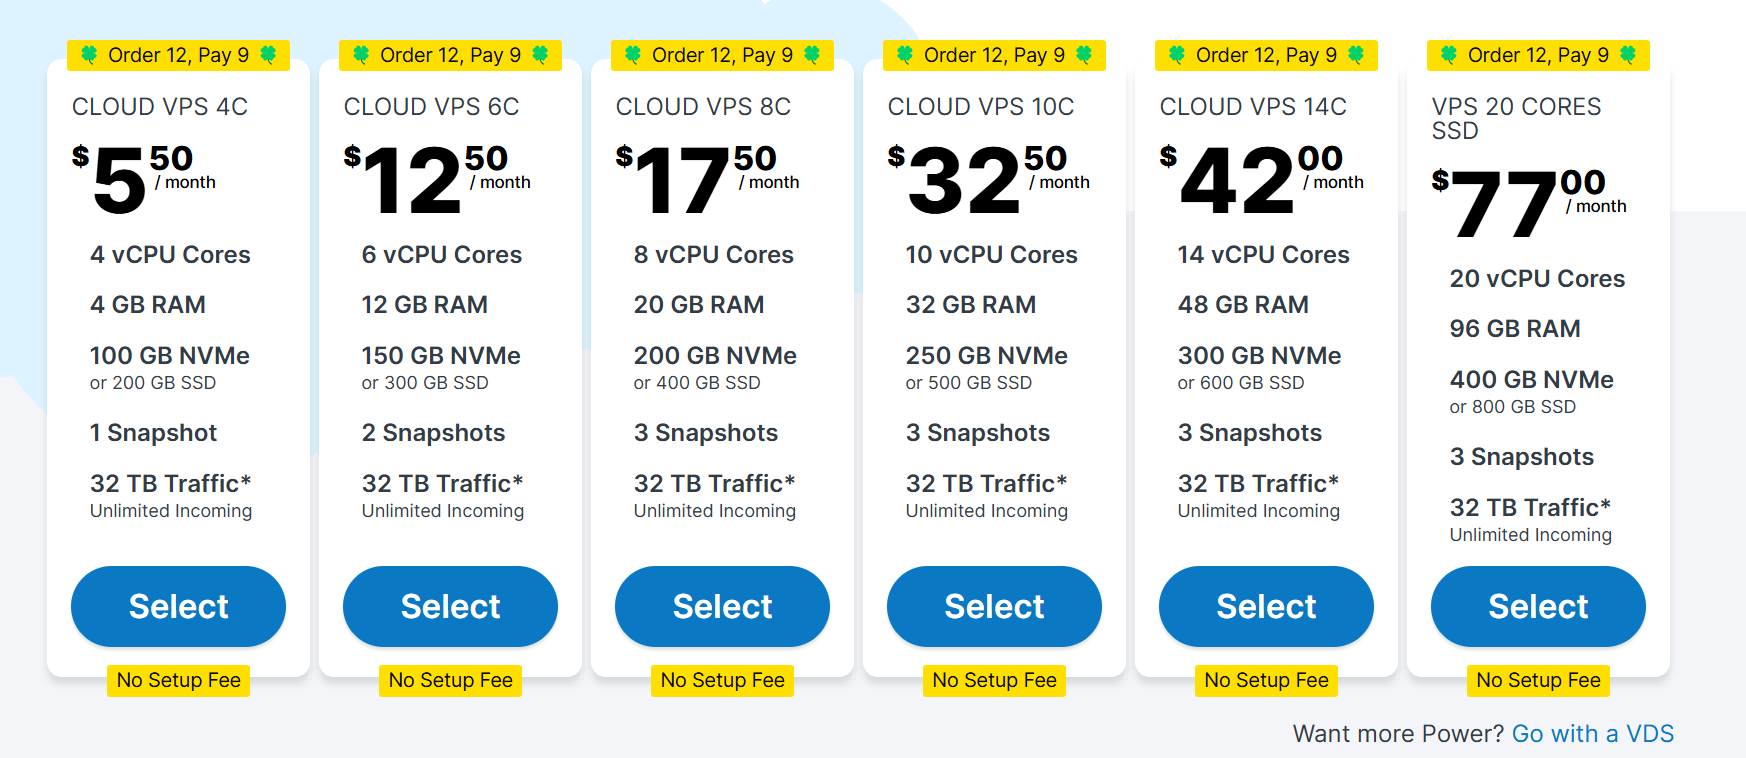 Order 12, Pay 9
CLOUD VPS 4C
$5 50 / month
4 vCPU Cores
4 GB RAM
100 GB NVMe
or 200 GB SSD
1 Snapshot
32 TB Traffic*
Unlimited Incoming
Select
No Setup Fee
Order 12, Pay 9
CLOUD VPS 6C
$12 50 / month
6 vCPU Cores
12 GB RAM
150 GB NVMe
or 300 GB SSD
2 Snapshots
32 TB Traffic*
Unlimited Incoming
Select
No Setup Fee
Order 12, Pay 9
CLOUD VPS 8C
$17 50 / month
8 vCPU Cores
20 GB RAM
200 GB NVMe
or 400 GB SSD
3 Snapshots
32 TB Traffic*
Unlimited Incoming
Select
No Setup Fee
Order 12, Pay 9
CLOUD VPS 10C
$32 50 / month
10 vCPU Cores
32 GB RAM
250 GB NVMe
or 500 GB SSD
3 Snapshots
32 TB Traffic*
Unlimited Incoming
Select
No Setup Fee
Order 12, Pay 9
CLOUD VPS 14C
$42 00 / month
14 vCPU Cores
48 GB RAM
300 GB NVMe
or 600 GB SSD
3 Snapshots
32 TB Traffic*
Unlimited Incoming
Select
No Setup Fee
Order 12, Pay 9
VPS 20 CORES
SSD
$77 00 / month
20 vCPU Cores
96 GB RAM
400 GB NVMe
or 800 GB SSD
3 Snapshots
32 TB Traffic*
Unlimited Incoming
Select
No Setup Fee
Want more Power? Go with a VDS